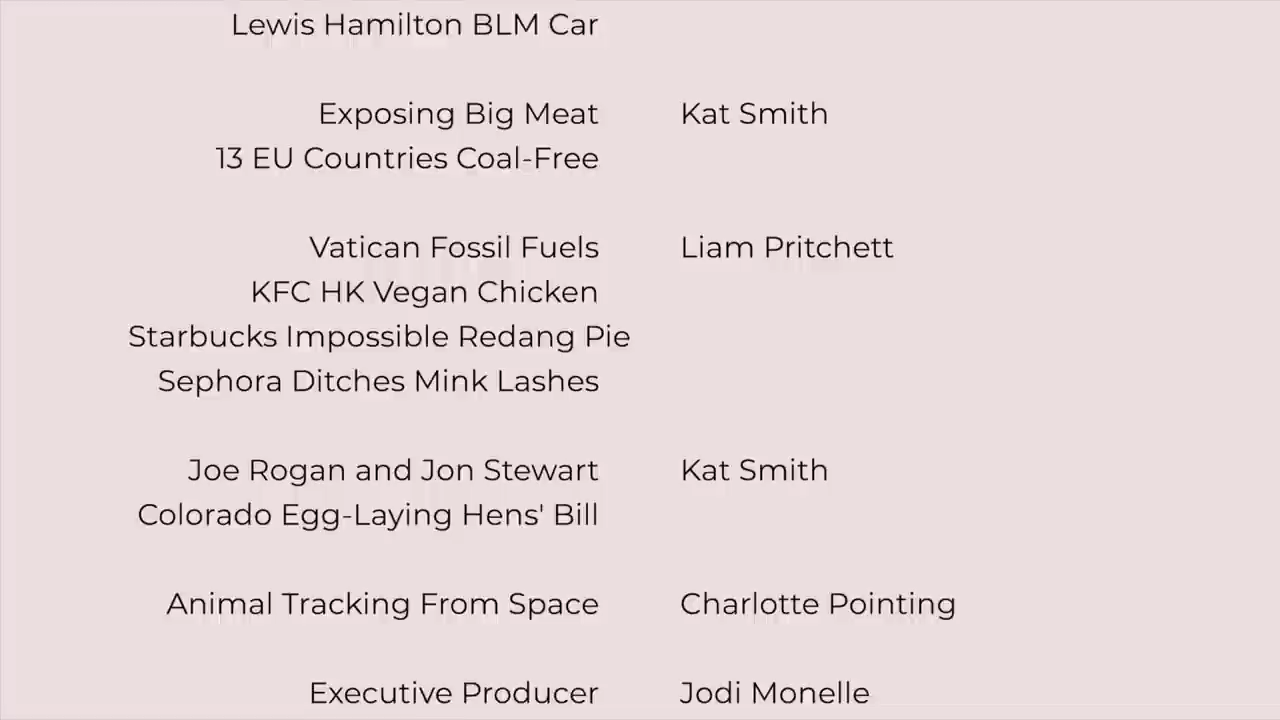 Lewis Hamilton BLM Car
Exposing Big Meat Kat Smith
13 EU Countries Coal-Free
Vatican Fossil Fuels Liam Pritchett
KFC HK Vegan Chicken
Starbucks Impossible Redang Pie
Sephora Ditches Mink Lashes
Joe Rogan and Jon Stewart Kat Smith
Colorado Egg-Laying Hens' Bill
Animal Tracking From Space Charlotte Pointing
Executive Producer Jodi Monelle